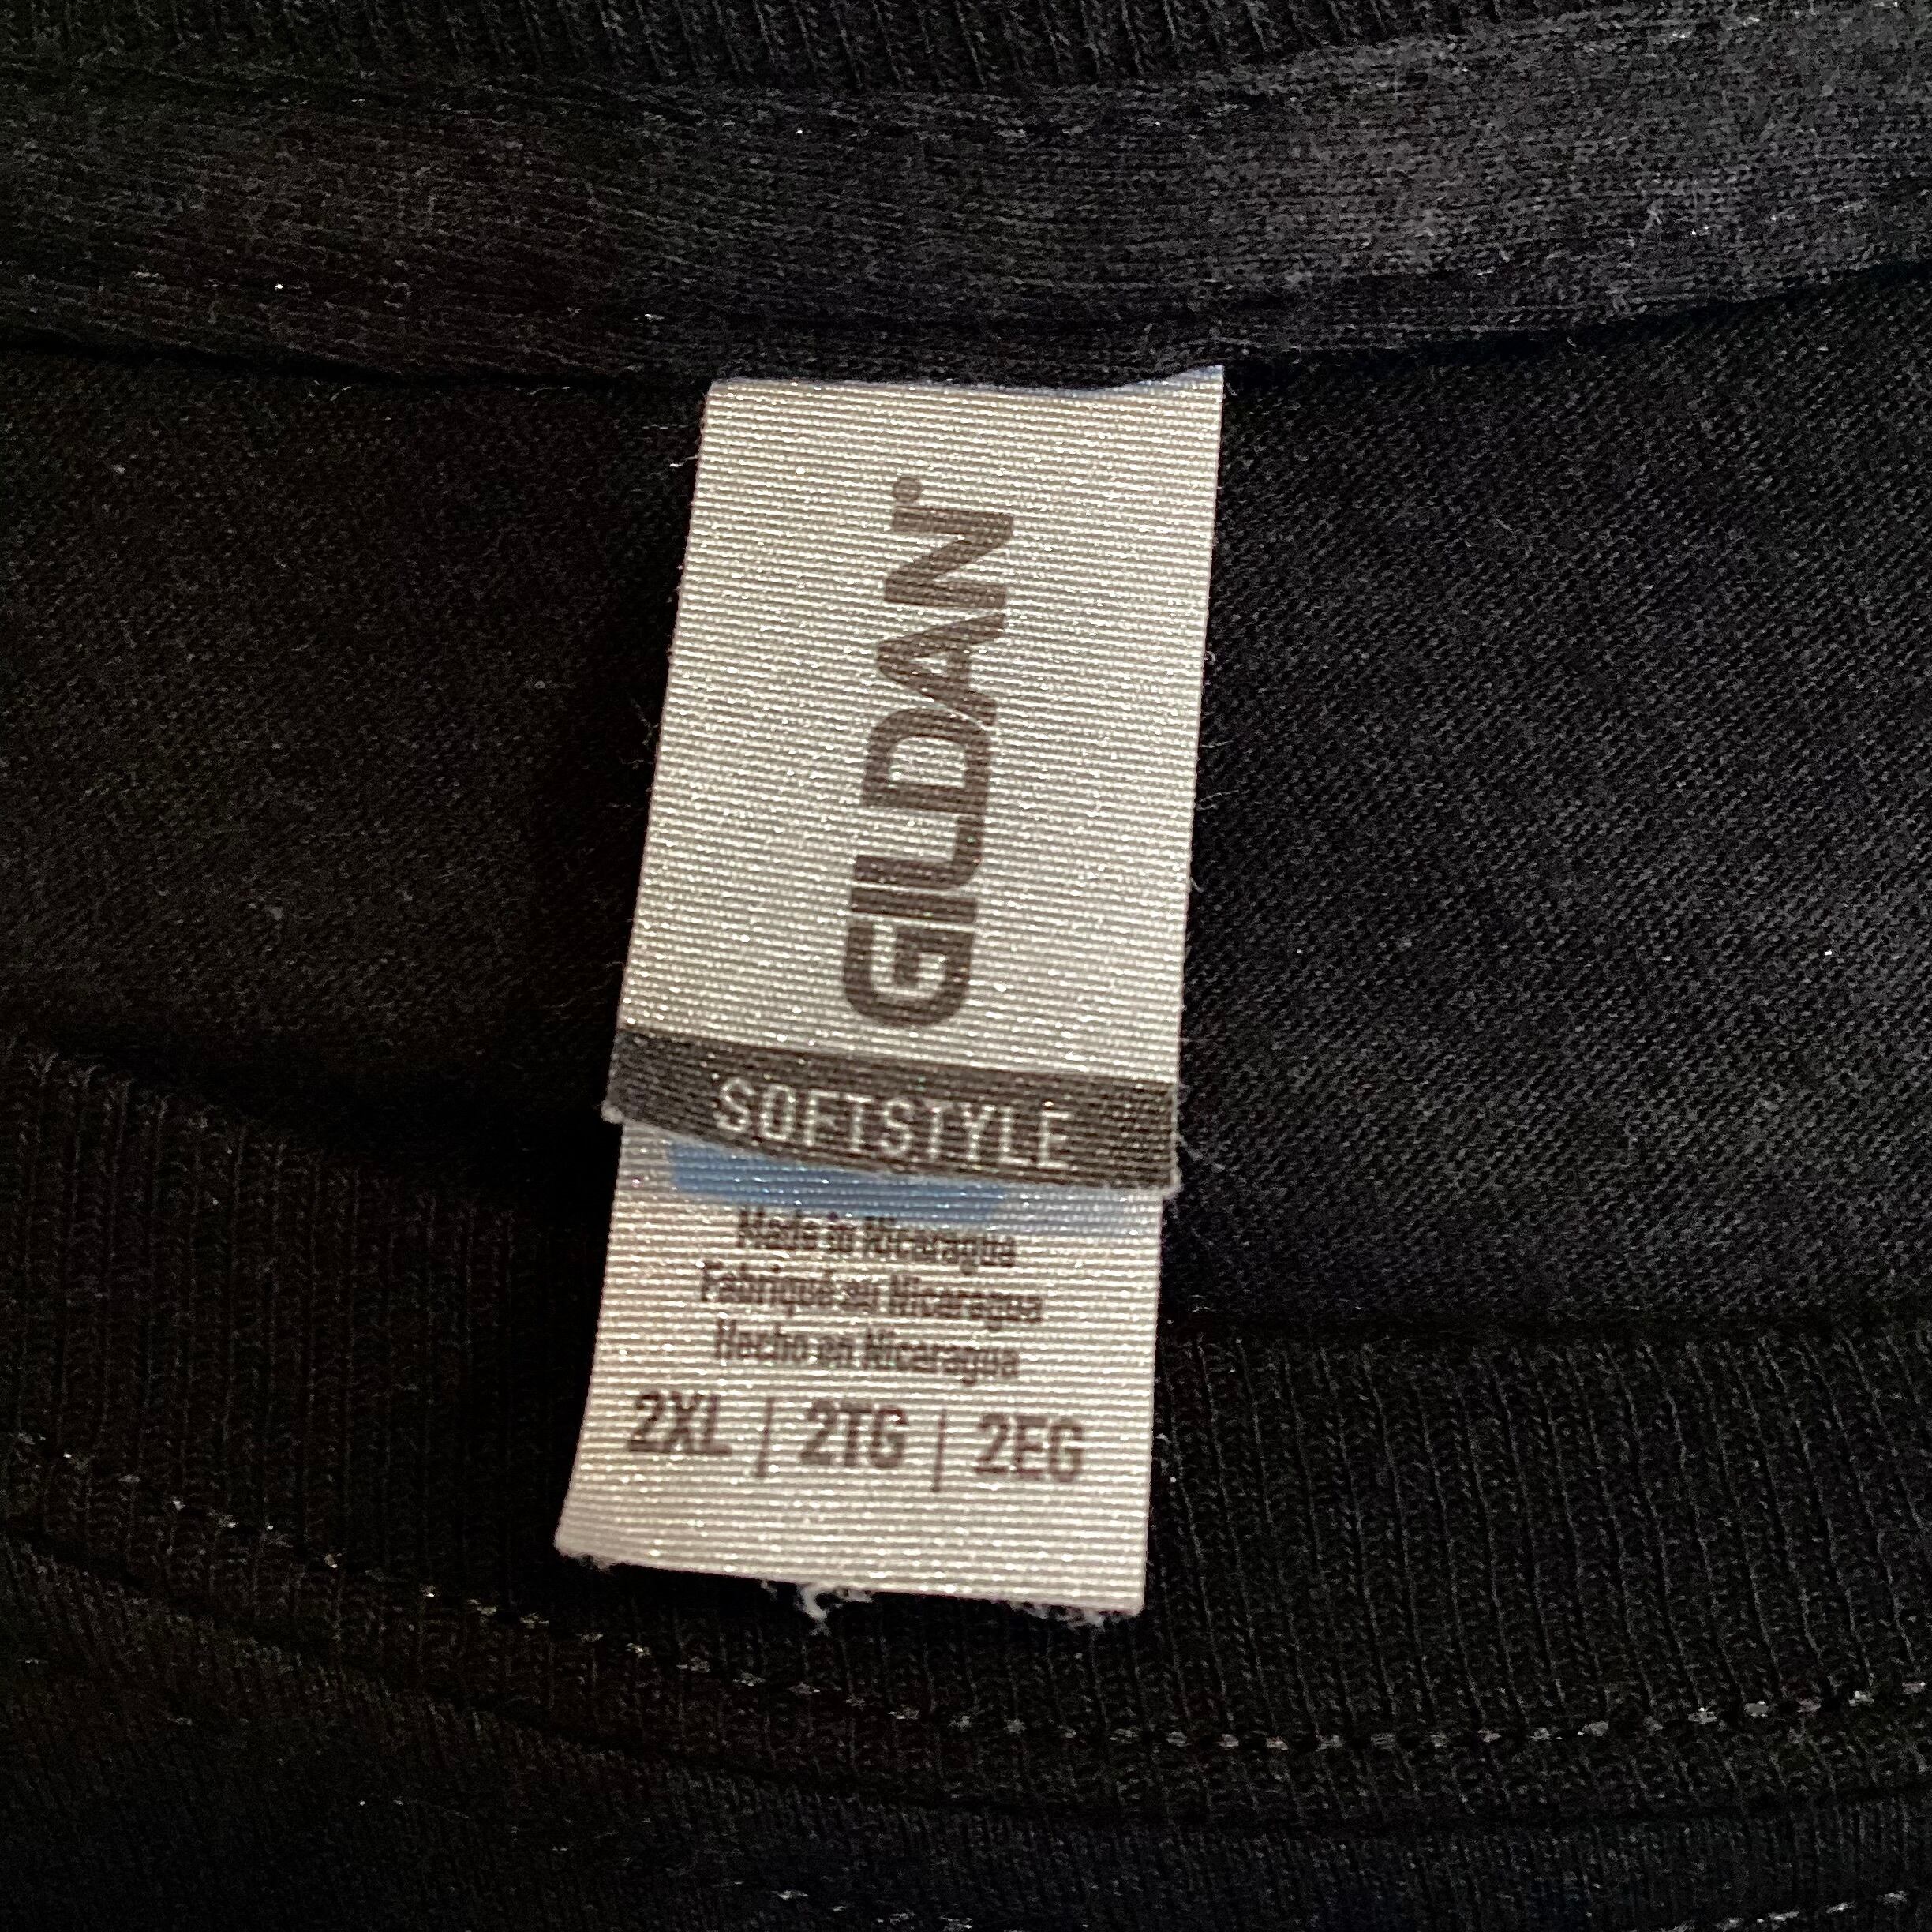 GILDAN®
SOFTSTYLE
Made in Nicaragua
Fabriqué au Nicaragua
Hecho en Nicaragua
2XL | 2TG | 2EG